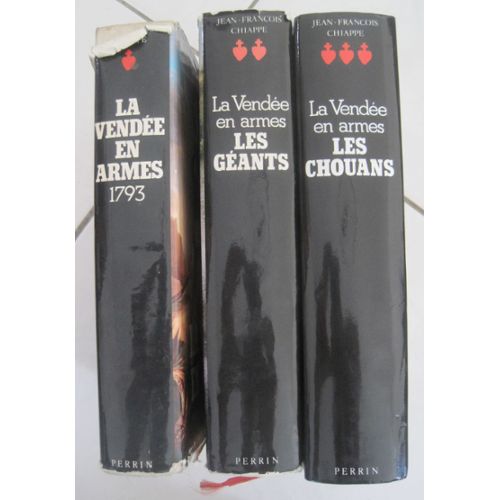 LA
VENDÉE
EN
ARMES
1793
PERRIN
JEAN-FRANÇOIS
CHIAPPE
La Vendée
en armes
LES
GÉANTS
PERRIN
JEAN-FRANÇOIS
CHIAPPE
La Vendée
en armes
LES
CHOUANS
PERRIN